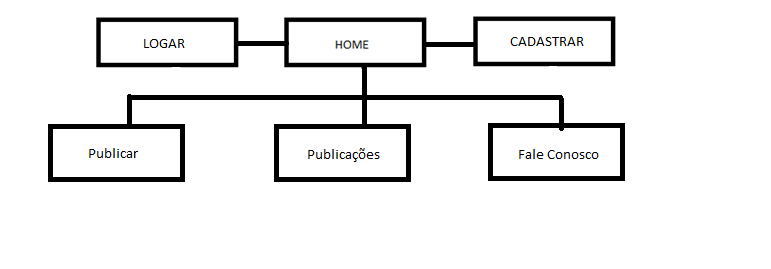 LOGAR
HOME
CADASTRAR
Publicar
Publicações
Fale Conosco